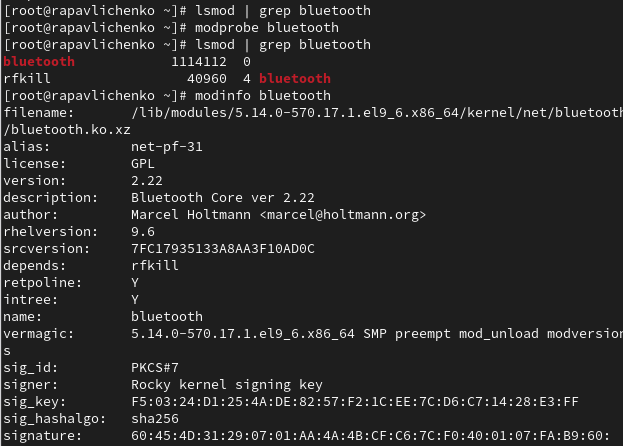 [root@rapavlichenko ~]# lsmod | grep bluetooth
[root@rapavlichenko ~]# modprobe bluetooth
[root@rapavlichenko ~]# lsmod | grep bluetooth
bluetooth 1114112 0
rfkill 40960 4 bluetooth
[root@rapavlichenko ~]# modinfo bluetooth
filename: /lib/modules/5.14.0-570.17.1.el9_6.x86_64/kernel/net/bluetooth
/bluetooth.ko.xz
alias: net-pf-31
license: GPL
version: 2.22
description: Bluetooth Core ver 2.22
author: Marcel Holtmann <marcel@holtmann.org>
rhelversion: 9.6
srcversion: 7FC17935133A8AA3F10AD0C
depends: rfkill
retpoline: Y
intree: Y
name: bluetooth
vermagic: 5.14.0-570.17.1.el9_6.x86_64 SMP preempt mod_unload modversion
s
sig_id: PKCS#7
signer: Rocky kernel signing key
sig_key: F5:03:24:D1:25:4A:DE:82:57:F2:1C:EE:7C:D6:C7:14:28:E3:FF
sig_hashalgo: sha256
signature: 60:45:4D:31:29:07:01:AA:4A:4B:CF:C6:7C:F0:40:01:07:FA:B9:60: